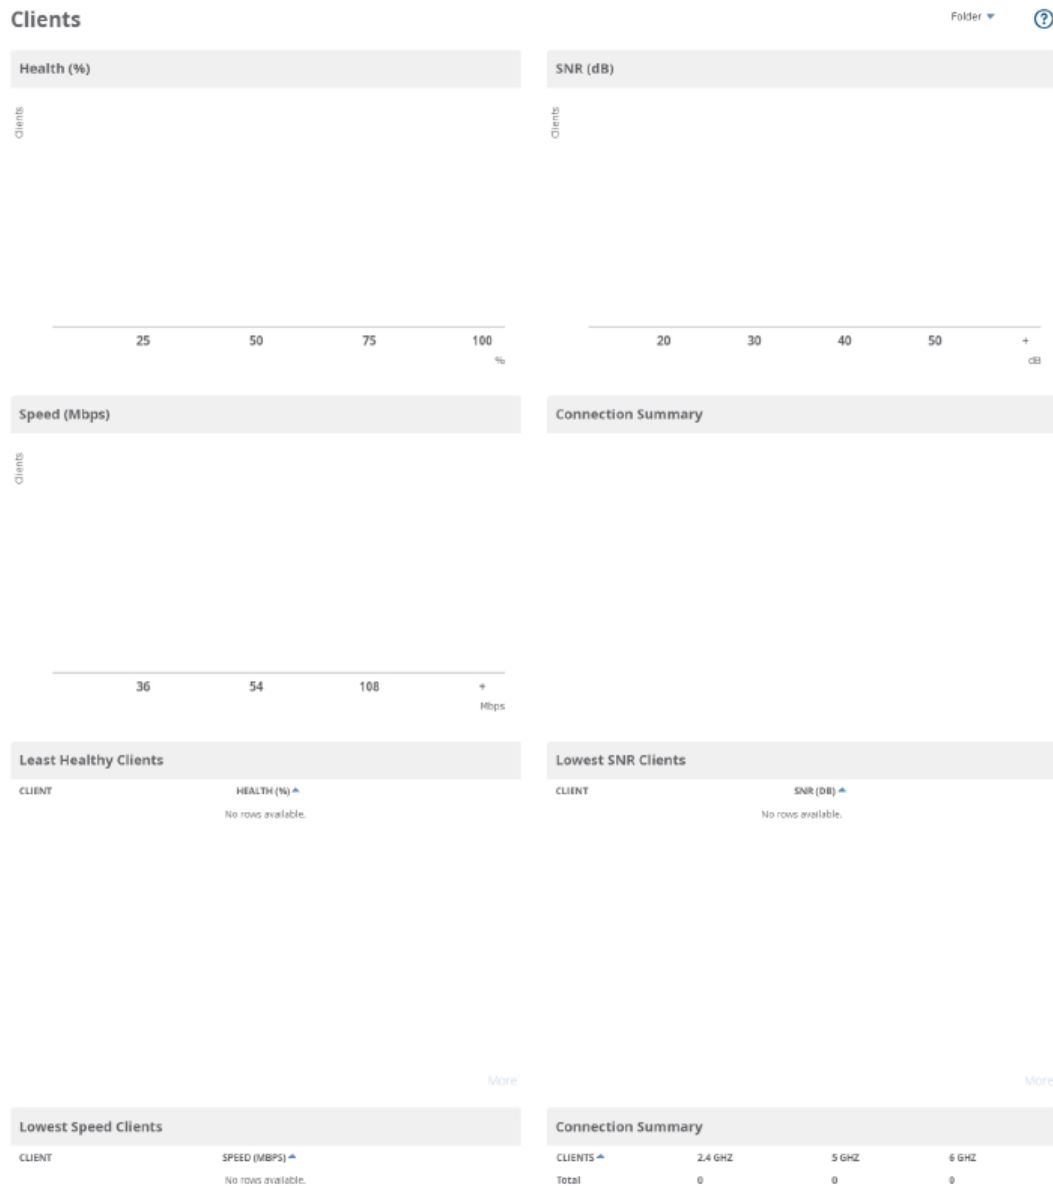 Clients
Folder
?
Health (%)
SNR (dB)
Clients
Clients
25 50 75 100
%
20 30 40 50 +
dB
Speed (Mbps)
Connection Summary
Clients
36 54 108 +
Mbps
Least Healthy Clients
CLIENT HEALTH (%)
No rows available.
More
Lowest SNR Clients
CLIENT SNR (DB)
No rows available.
More
Lowest Speed Clients
CLIENT SPEED (MBPS)
No rows available.
Connection Summary
CLIENTS 2.4 GHZ 5 GHZ 6 GHZ
Total 0 0 0